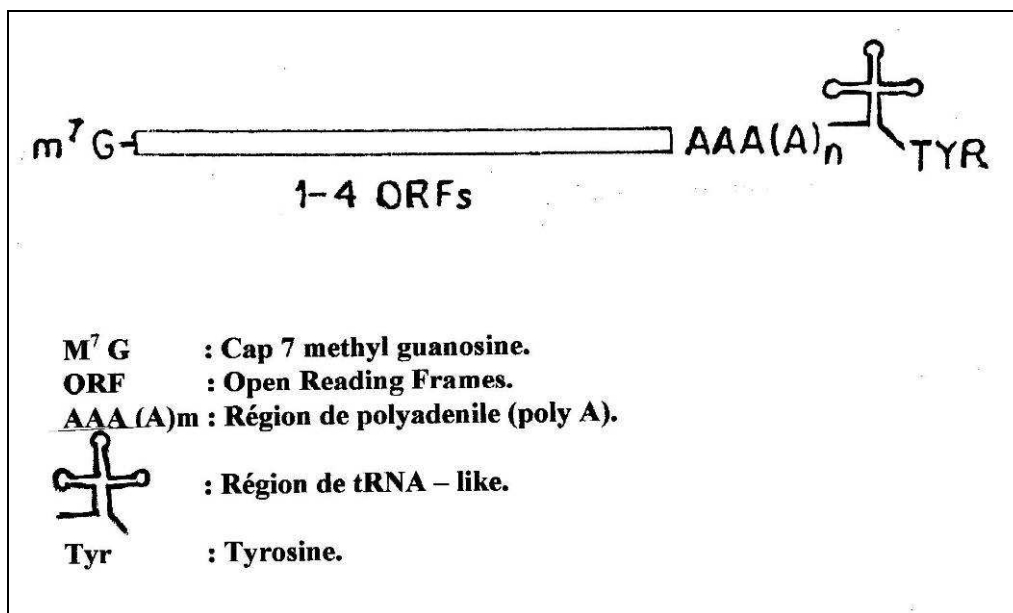 m⁷ G AAA(A)n TYR
1-4 ORFs
M⁷ G : Cap 7 methyl guanosine.
ORF : Open Reading Frames.
AAA (A)m : Région de polyadenile (poly A).
: Région de tRNA – like.
Tyr : Tyrosine.